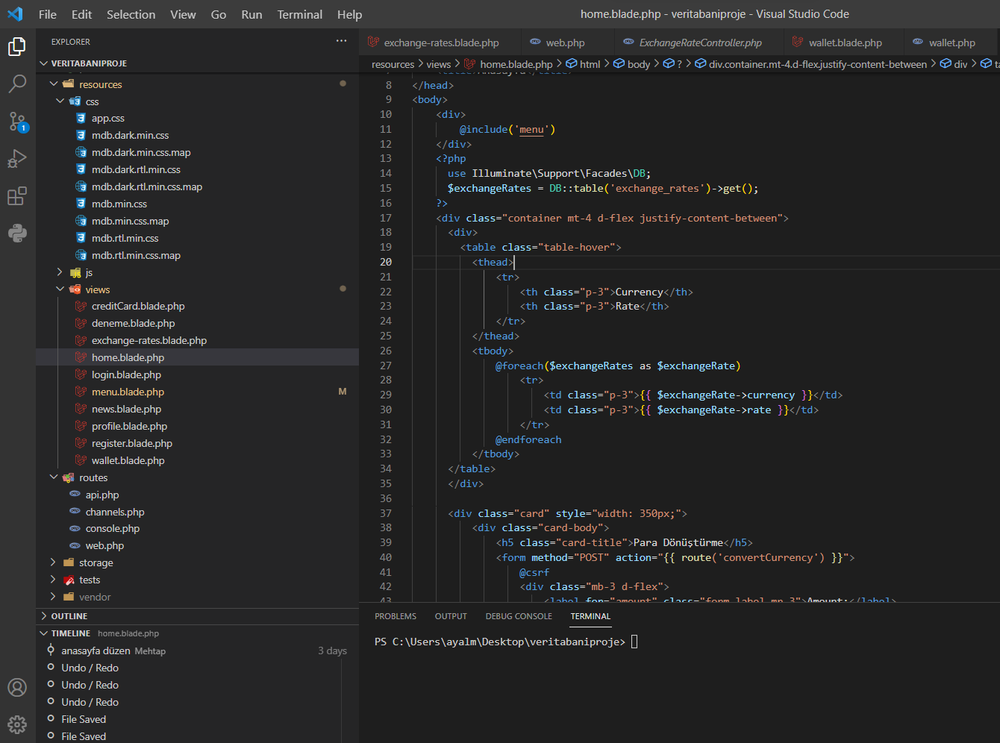 File Edit Selection View Go Run Terminal Help
home.blade.php - veritabaniproje - Visual Studio Code
EXPLORER
VERITABANIPROJE
resources
css
app.css
mdb.dark.min.css
mdb.dark.min.css.map
mdb.dark.rtl.min.css
mdb.dark.rtl.min.css.map
mdb.min.css
mdb.min.css.map
mdb.rtl.min.css
mdb.rtl.min.css.map
js
views
creditCard.blade.php
deneme.blade.php
exchange-rates.blade.php
home.blade.php
login.blade.php
menu.blade.php M
news.blade.php
profile.blade.php
register.blade.php
wallet.blade.php
routes
api.php
channels.php
console.php
web.php
storage
tests
vendor
OUTLINE
TIMELINE home.blade.php
anasayfa düzen Mehtap 3 days
Undo / Redo
Undo / Redo
Undo / Redo
File Saved
File Saved
1
exchange-rates.blade.php web.php ExchangeRateController.php wallet.blade.php wallet.php
resources > views > home.blade.php > html > body > ? > div.container.mt-4.d-flex.justify-content-between > div >
8 </head>
9 <body>
10 <div>
11 @include('menu')
12 </div>
13 <?php
14 use Illuminate\Support\Facades\DB;
15 $exchangeRates = DB::table('exchange_rates')->get();
16 ?>
17 <div class="container mt-4 d-flex justify-content-between">
18 <div>
19 <table class="table-hover">
20 <thead>
21 <tr>
22 <th class="p-3">Currency</th>
23 <th class="p-3">Rate</th>
24 </tr>
25 </thead>
26 <tbody>
27 @foreach($exchangeRates as $exchangeRate)
28 <tr>
29 <td class="p-3">{{ $exchangeRate->currency }}</td>
30 <td class="p-3">{{ $exchangeRate->rate }}</td>
31 </tr>
32 @endforeach
33 </tbody>
34 </table>
35 </div>
36
37 <div class="card" style="width: 350px;">
38 <div class="card-body">
39 <h5 class="card-title">Para Dönüştürme</h5>
40 <form method="POST" action="{{ route('convertCurrency') }}">
41 @csrf
42 <div class="mb-3 d-flex">
43 <label for="amount" class="form-label mr-3">Amount:</label>
PROBLEMS OUTPUT DEBUG CONSOLE TERMINAL
PS C:\Users\ayalm\Desktop\veritabaniproje>